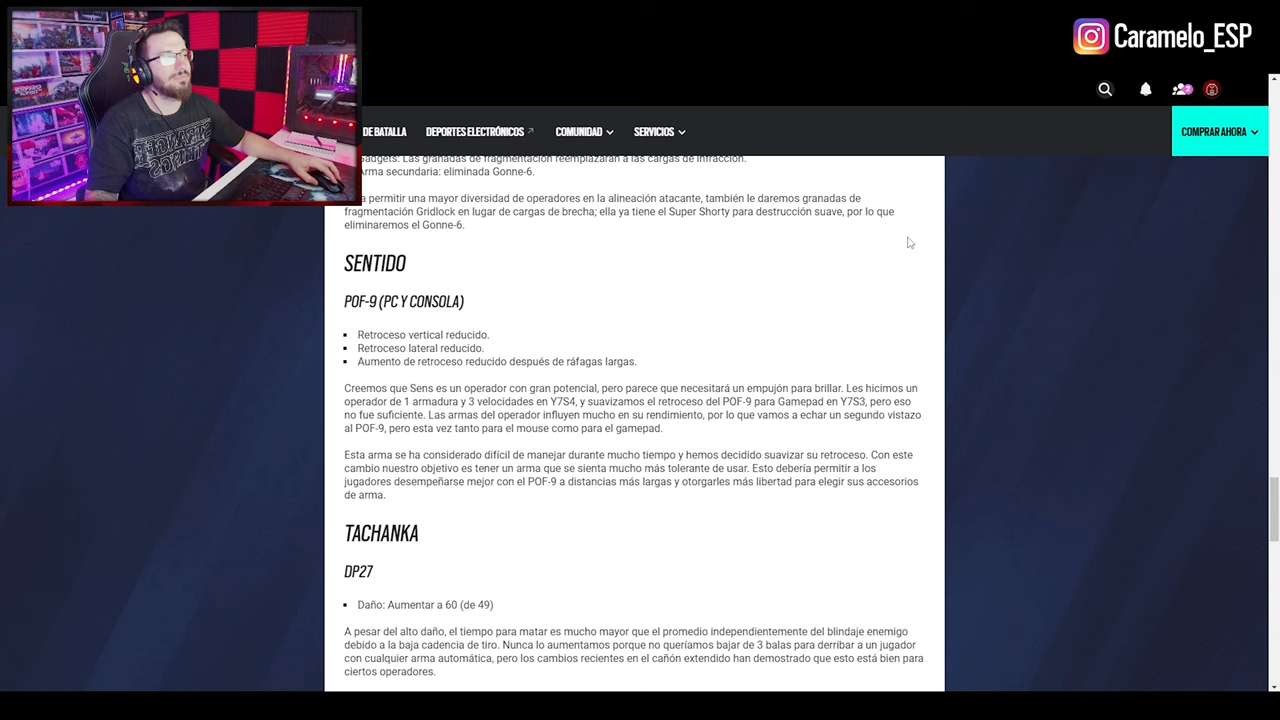 Caramelo_ESP
2
DE BATALLA
DEPORTES ELECTRÓNICOS
COMUNIDAD
SERVICIOS
COMPRAR AHORA
Gadgets: Las granadas de fragmentación reemplazarán a las cargas de infracción.
Arma secundaria: eliminada Gonne-6.
permitir una mayor diversidad de operadores en la alineación atacante, también le daremos granadas de
fragmentación Gridlock en lugar de cargas de brecha; ella ya tiene el Super Shorty para destrucción suave, por lo que
eliminaremos el Gonne-6.
SENTIDO
POF-9 (PC Y CONSOLA)
Retroceso vertical reducido.
Retroceso lateral reducido.
Aumento de retroceso reducido después de ráfagas largas.
Creemos que Sens es un operador con gran potencial, pero parece que necesitará un empujón para brillar. Les hicimos un
operador de 1 armadura y 3 velocidades en Y7S4, y suavizamos el retroceso del POF-9 para Gamepad en Y7S3, pero eso
no fue suficiente. Las armas del operador influyen mucho en su rendimiento, por lo que vamos a echar un segundo vistazo
al POF-9, pero esta vez tanto para el mouse como para el gamepad.
Esta arma se ha considerado difícil de manejar durante mucho tiempo y hemos decidido suavizar su retroceso. Con este
cambio nuestro objetivo es tener un arma que se sienta mucho más tolerante de usar. Esto debería permitir a los
jugadores desempeñarse mejor con el POF-9 a distancias más largas y otorgarles más libertad para elegir sus accesorios
de arma.
TACHANKA
DP27
Daño: Aumentar a 60 (de 49)
A pesar del alto daño, el tiempo para matar es mucho mayor que el promedio independientemente del blindaje enemigo
debido a la baja cadencia de tiro. Nunca lo aumentamos porque no queríamos bajar de 3 balas para derribar a un jugador
con cualquier arma automática, pero los cambios recientes en el cañón extendido han demostrado que esto está bien para
ciertos operadores.